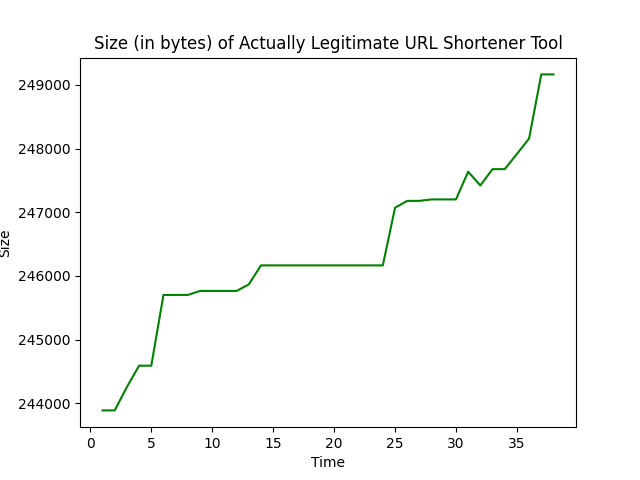 Size (in bytes) of Actually Legitimate URL Shortener Tool
249000
248000
247000
246000
245000
244000
Size
0 5 10 15 20 25 30 35
Time